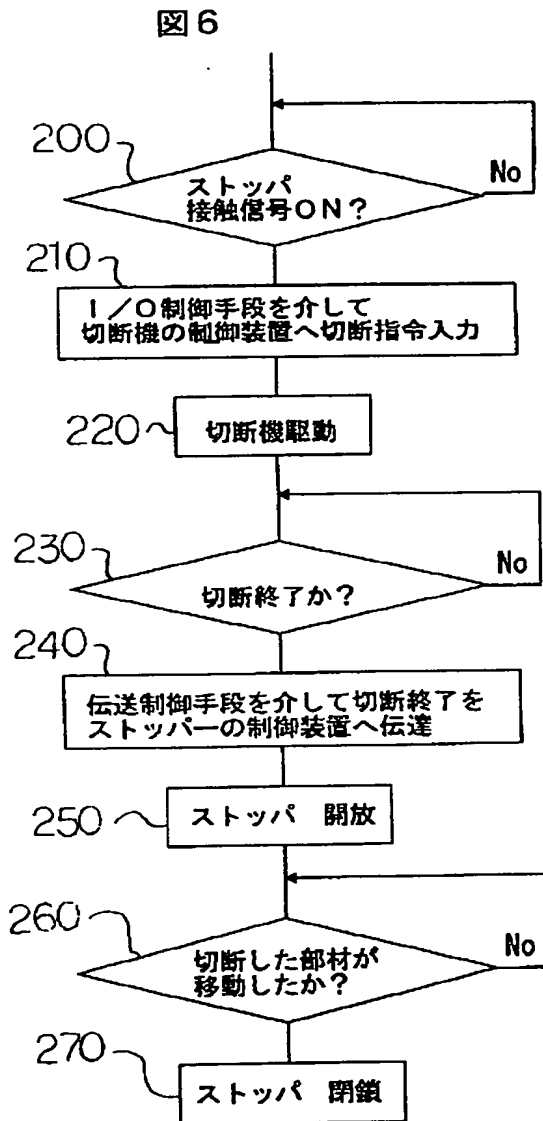 図6
200
ストッパ
接触信号ON？
No
210
I／O制御手段を介して
切断機の制御装置へ切断指令入力
220
切断機駆動
230
切断終了か？
No
240
伝送制御手段を介して切断終了を
ストッパーの制御装置へ伝達
250
ストッパ 開放
260
切断した部材が
移動したか？
No
270
ストッパ 閉鎖